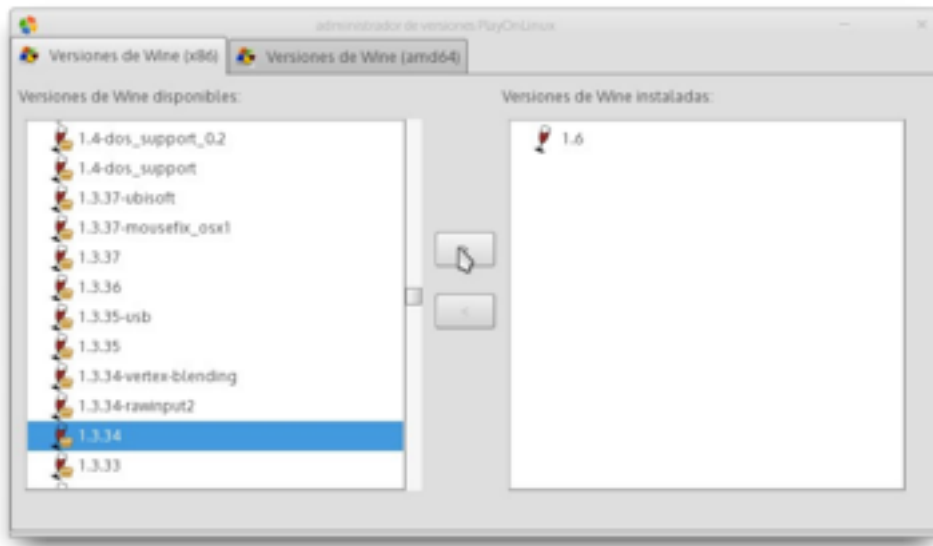 administrador de versiones PlayOnLinux
Versiones de Wine (x86)
Versiones de Wine (amd64)
Versiones de Wine disponibles:
Versiones de Wine instaladas:
1.4-dos_support_0.2
1.4-dos_support
1.3.37-ubisoft
1.3.37-mousefix_osx1
1.3.37
1.3.36
1.3.35-usb
1.3.35
1.3.34-vertex-blending
1.3.34-rawinput2
1.3.34
1.3.33
1.6
<